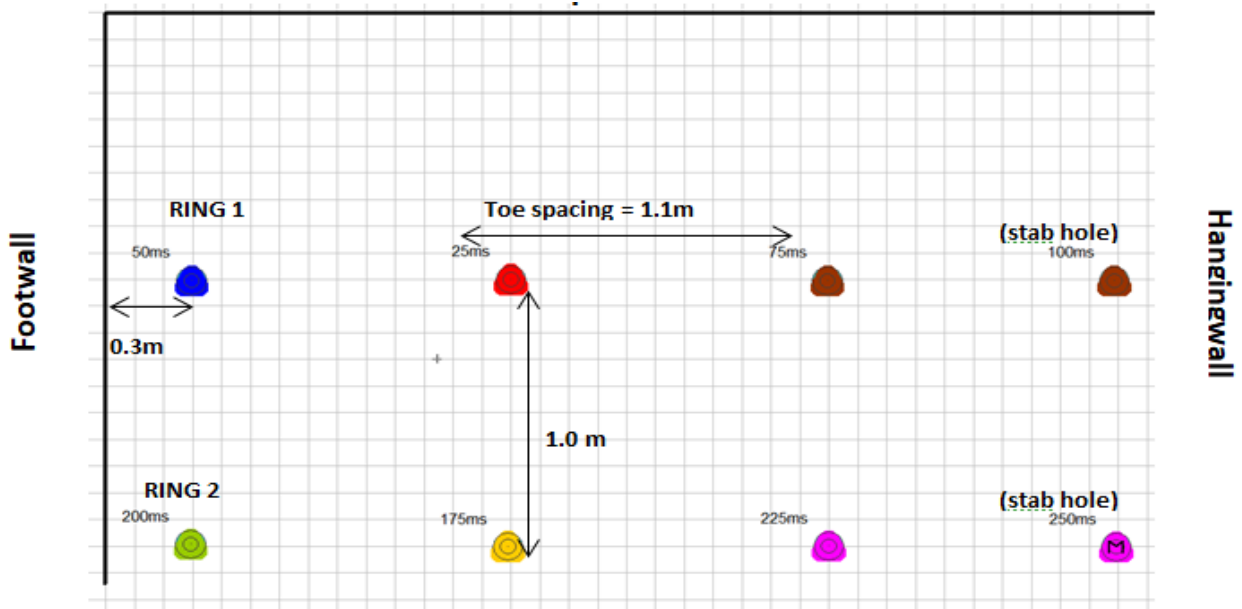 RING 1
Toe spacing = 1.1m
(stab hole)
50ms
25ms
75ms
100ms
Footwall
Hangingwall
0.3m
1.0 m
RING 2
(stab hole)
200ms
175ms
225ms
250ms
M